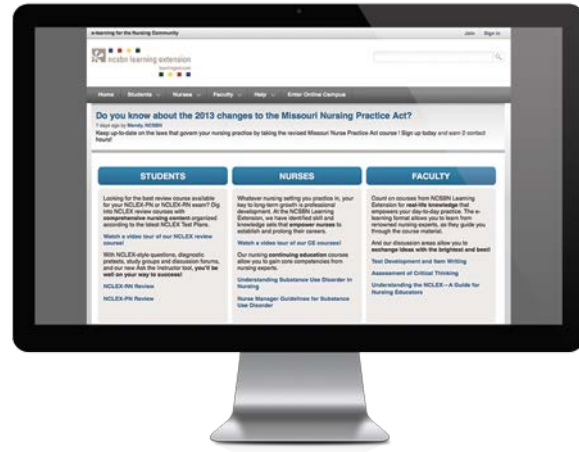 e-learning for the Nursing Community
Join Sign in
ncsbn learning extension
learningext.com
Home Students Nurses Faculty Help Enter Online Campus
Do you know about the 2013 changes to the Missouri Nursing Practice Act?
7 days ago by Mandy, NCSBN
Keep up-to-date on the laws that govern your nursing practice by taking the revised Missouri Nurse Practice Act course ! Sign up today and earn 2 contact
hours!
STUDENTS
Looking for the best review course available
for your NCLEX-PN or NCLEX-RN exam? Dig
into NCLEX review courses with
comprehensive nursing content organized
according to the latest NCLEX Test Plans.
Watch a video tour of our NCLEX review
course!
With NCLEX-style questions, diagnostic
pretests, study groups and discussion forums,
and our new Ask the Instructor tool, you'll be
well on your way to success!
NCLEX-RN Review
NCLEX-PN Review
NURSES
Whatever nursing setting you practice in, your
key to long-term growth is professional
development. At the NCSBN Learning
Extension, we have identified skill and
knowledge sets that empower nurses to
establish and prolong their careers.
Watch a video tour of our CE courses!
Our nursing continuing education courses
allow you to gain core competencies from
nursing experts.
Understanding Substance Use Disorder in
Nursing
Nurse Manager Guidelines for Substance
Use Disorder
FACULTY
Count on courses from NCSBN Learning
Extension for real-life knowledge that
empowers your day-to-day practice. The e-
learning format allows you to learn from
renowned nursing experts, as they guide you
through the course material.
And our discussion areas allow you to
exchange ideas with the brightest and best!
Test Development and Item Writing
Assessment of Critical Thinking
Understanding the NCLEX—A Guide for
Nursing Educators